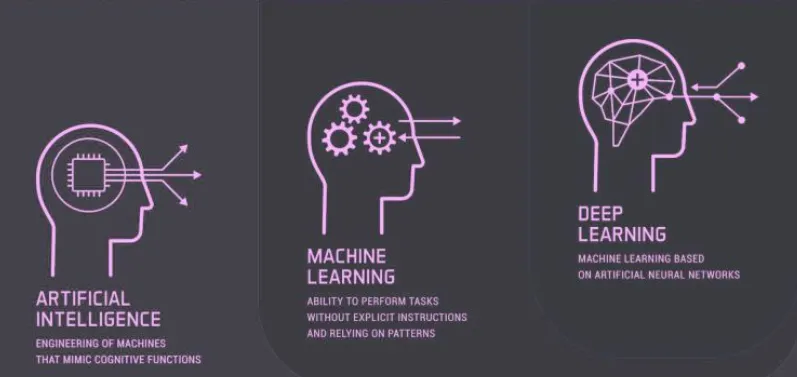 ARTIFICIAL
INTELLIGENCE
ENGINEERING OF MACHINES
THAT MIMIC COGNITIVE FUNCTIONS
MACHINE
LEARNING
ABILITY TO PERFORM TASKS
WITHOUT EXPLICIT INSTRUCTIONS
AND RELYING ON PATTERNS
DEEP
LEARNING
MACHINE LEARNING BASED
ON ARTIFICIAL NEURAL NETWORKS